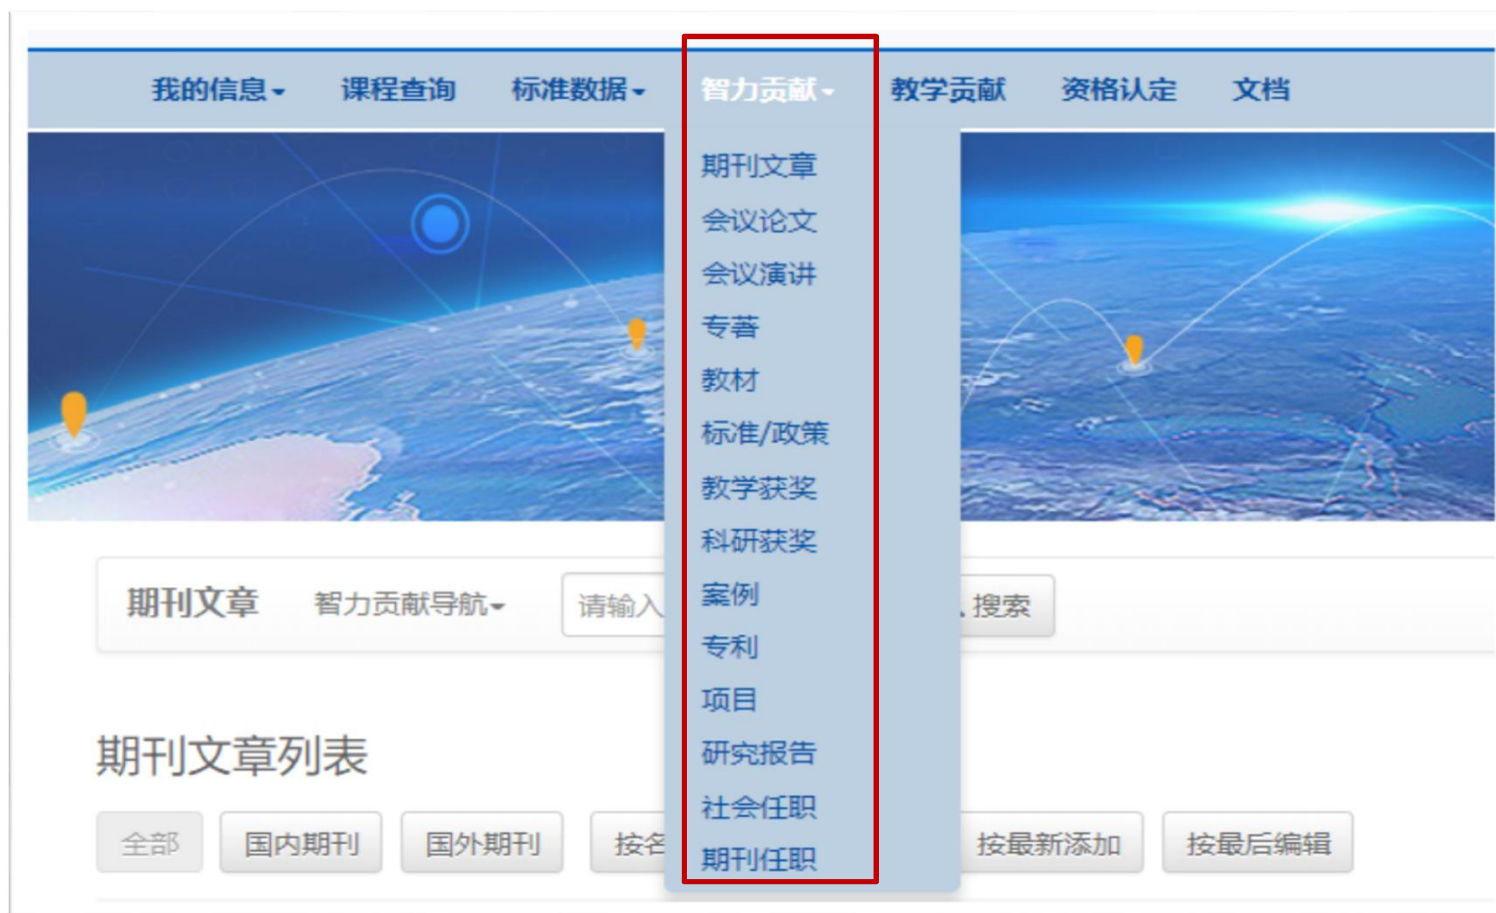 我的信息 课程查询 标准数据 智力贡献 教学贡献 资格认定 文档
期刊文章
会议论文
会议演讲
专著
教材
标准/政策
教学获奖
科研获奖
案例
专利
项目
研究报告
社会任职
期刊任职
期刊文章 智力贡献导航 请输入 搜索
期刊文章列表
全部 国内期刊 国外期刊 按名 按最新添加 按最后编辑